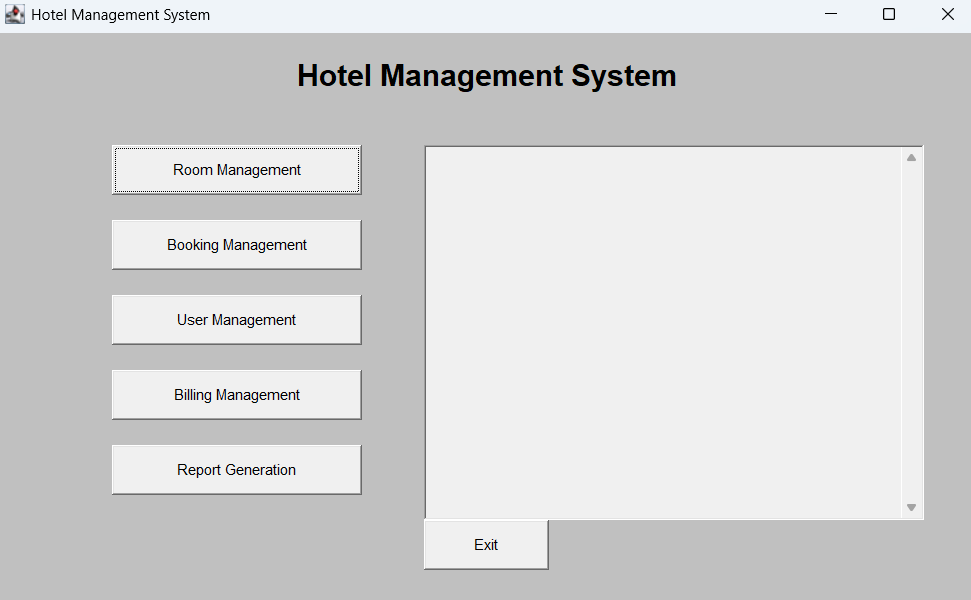 Hotel Management System
Hotel Management System
Room Management
Booking Management
User Management
Billing Management
Report Generation
Exit